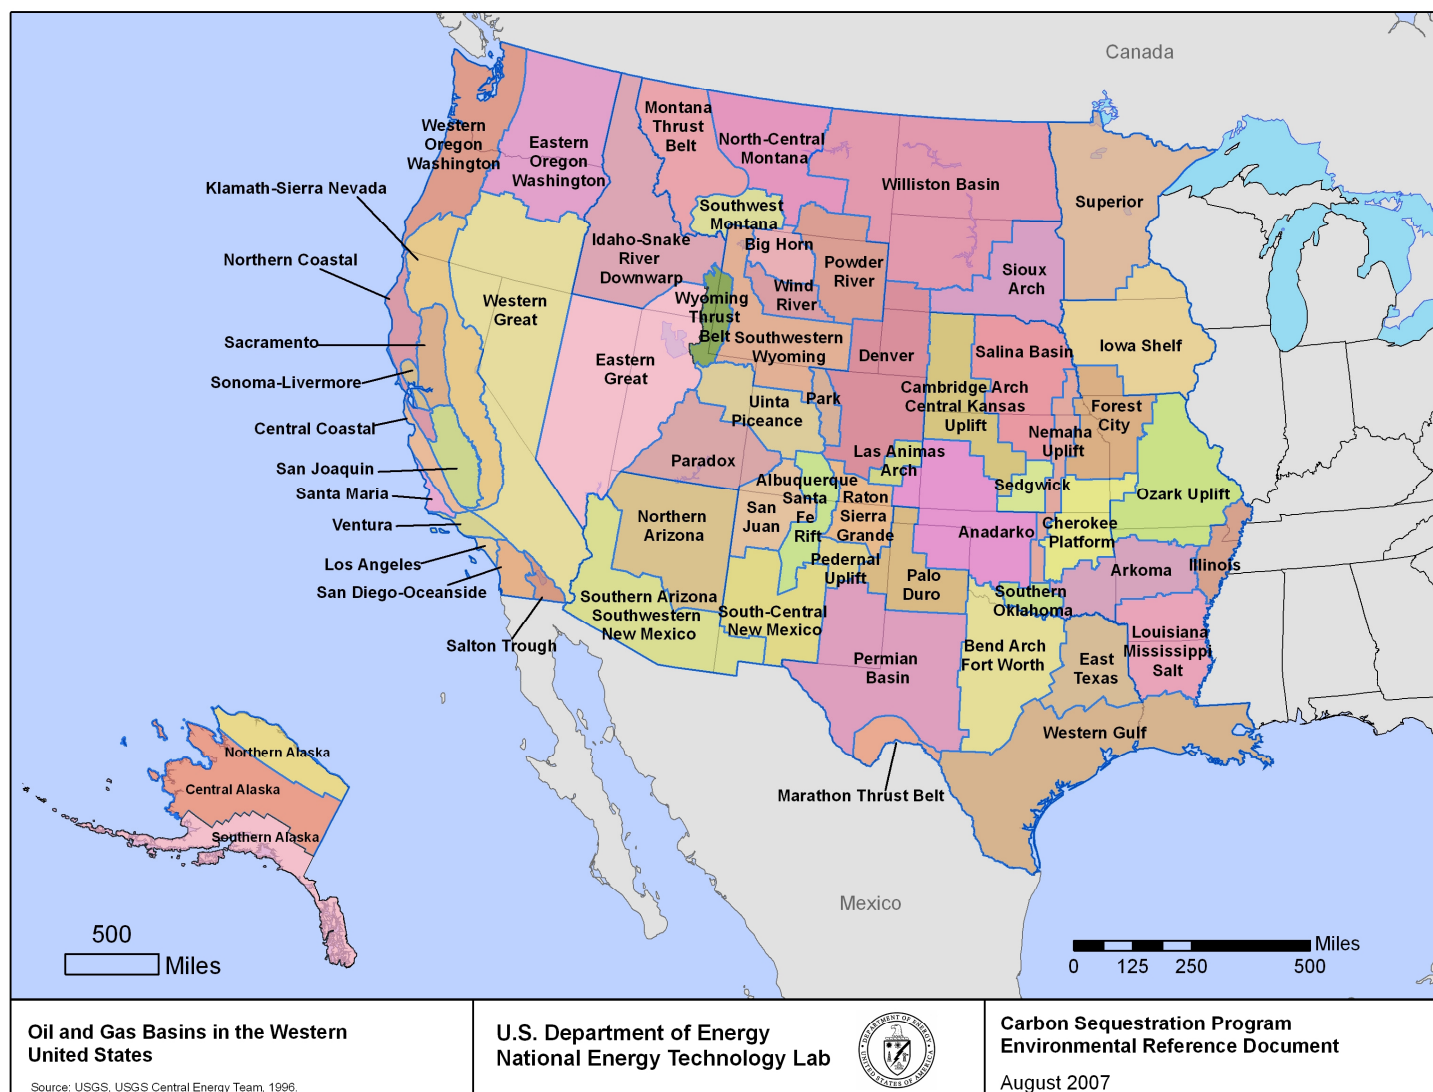 Canada
Montana
Thrust
Belt
Western
Oregon
Washington
Eastern
Oregon
Washington
North-Central
Montana
Williston Basin
Superior
Klamath-Sierra Nevada
Southwest
Montana
Idaho-Snake
River
Downwarp
Big Horn
Powder
River
Sioux
Arch
Northern Coastal
Wind
River
Western
Great
Wyoming
Thrust
Belt
Sacramento
Southwestern
Wyoming
Denver
Salina Basin
Iowa Shelf
Eastern
Great
Sonoma-Livermore
Uinta
Piceance
Park
Cambridge Arch
Central Kansas
Uplift
Forest
City
Central Coastal
Nemaha
Uplift
San Joaquin
Paradox
Las Animas
Arch
Santa Maria
Albuquerque
Santa
Fe
Rift
Raton
Sierra
Grande
Sedgwick
Ozark Uplift
Ventura
Northern
Arizona
San
Juan
Anadarko
Cherokee
Platform
Los Angeles
Pedernal
Uplift
Palo
Duro
Arkoma
Illinois
San Diego-Oceanside
Southern Arizona
Southwestern
New Mexico
South-Central
New Mexico
Southern
Oklahoma
Salton Trough
Permian
Basin
Bend Arch
Fort Worth
East
Texas
Louisiana
Mississippi
Salt
Western Gulf
Marathon Thrust Belt
Northern Alaska
Central Alaska
Southern Alaska
Mexico
500
Miles
Miles
0 125 250 500
Oil and Gas Basins in the Western
United States
Source: USGS, USGS Central Energy Team, 1996.
U.S. Department of Energy
National Energy Technology Lab
DEPARTMENT OF ENERGY
UNITED STATES OF AMERICA
Carbon Sequestration Program
Environmental Reference Document
August 2007